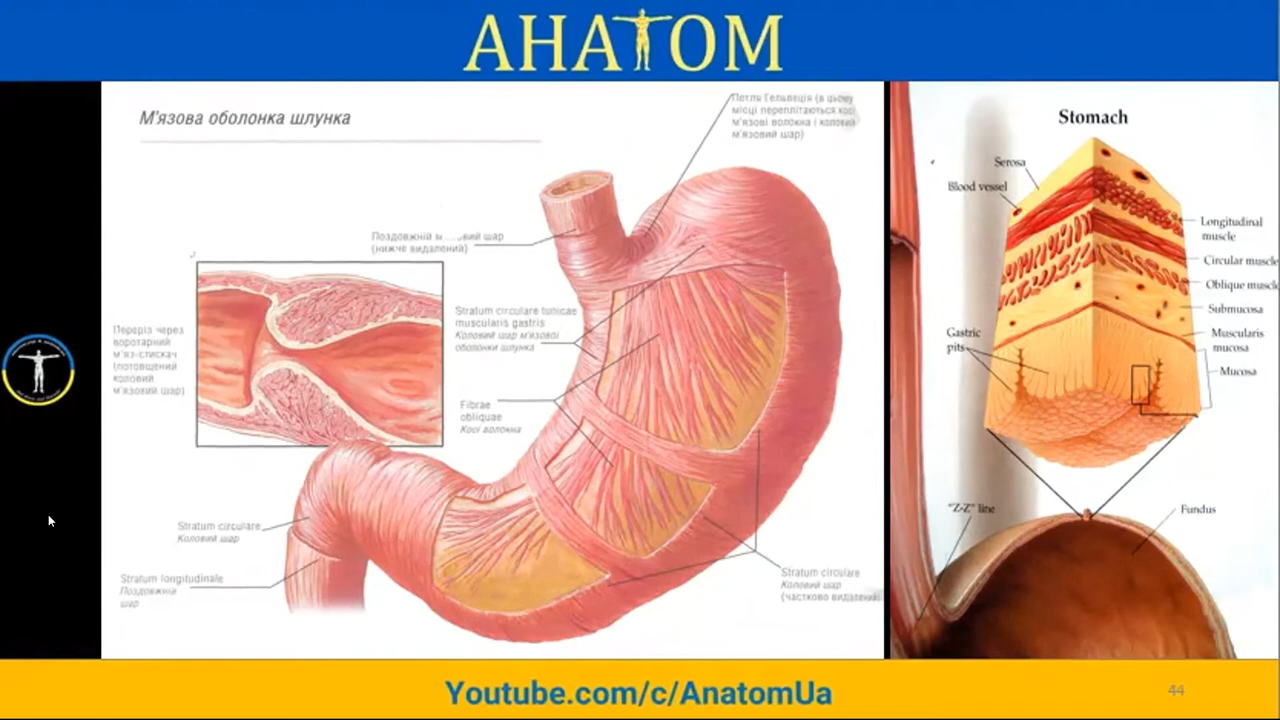 АНАТОМ
М'язова оболонка шлунка
Петля Гельвеція (в цьому
місці переплітаються косі
м'язові волокна і коловий
м'язовий шар)
Поздовжній шар
(нижче видалений)
Stratum circulare tunicae
muscularis gastris
Коловий шар м'язової
оболонки шлунка
Переріз через
воротарний
м'яз-стискач
(потовщений
коловий
м'язовий шар)
Fibrae
obliquae
Косі волокна
Stratum circulare
Коловий шар
Stratum longitudinale
Поздовжній
шар
Stratum circulare
Коловий шар
(частково видалений)
Stomach
Serosa
Blood vessel
Longitudinal
muscle
Circular muscle
Oblique muscle
Submucosa
Muscularis
mucosa
Mucosa
Gastric
pits
"Z-Z" line
Fundus
Youtube.com/c/AnatomUa
44